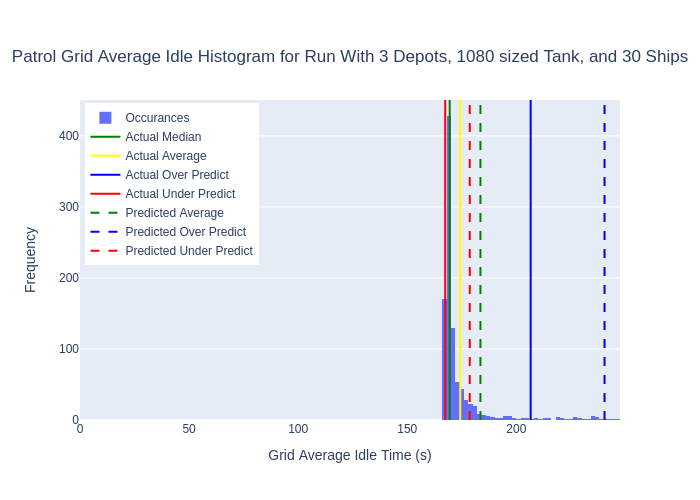 Patrol Grid Average Idle Histogram for Run With 3 Depots, 1080 sized Tank, and 30 Ships
Occurances
Actual Median
Actual Average
Actual Over Predict
Actual Under Predict
Predicted Average
Predicted Over Predict
Predicted Under Predict
400
300
200
100
0
Frequency
0 50 100 150 200
Grid Average Idle Time (s)